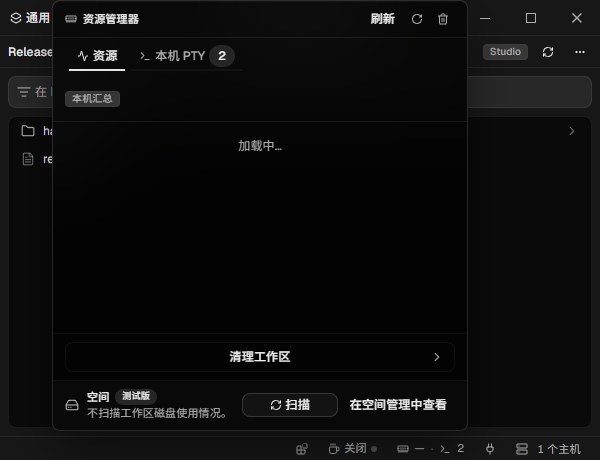 通用
资源管理器
刷新
Release
Studio
资源
本机 PTY
2
在
本机汇总
加载中...
清理工作区
空间
测试版
不扫描工作区磁盘使用情况。
扫描
在空间管理中查看
关闭
2
1 个主机